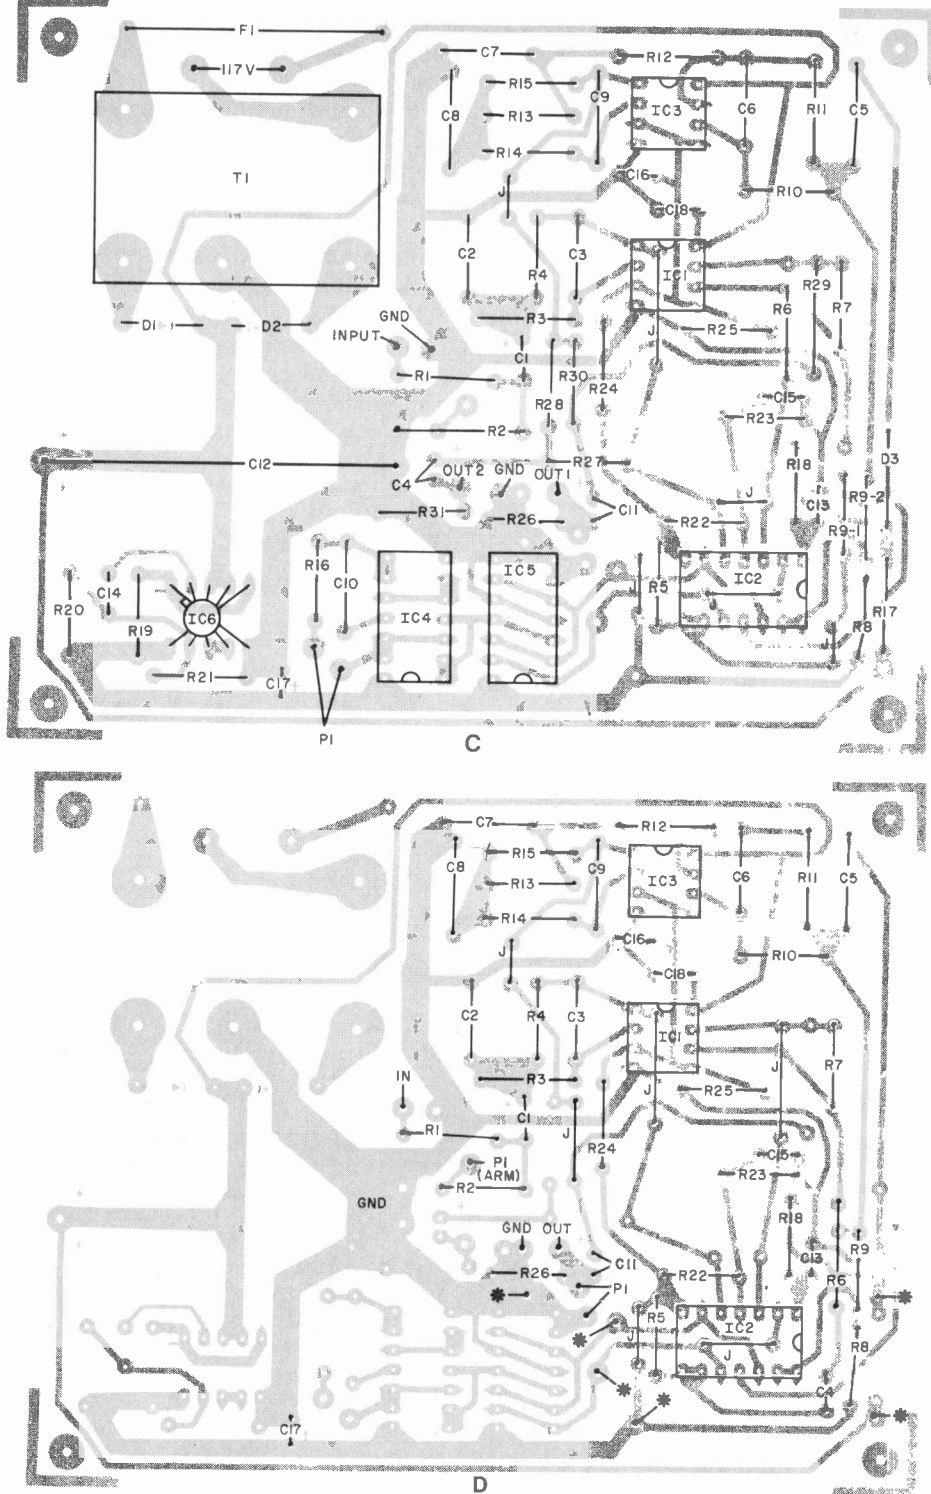 F1
C7
R12
117V
R15
C9
IC3
C8
R13
C6
R11
C5
R14
T1
C16
J
R10
C18
C2
R4
C3
IC1
R29
R6
R7
D1
D2
GND
R3
J
R25
INPUT
C1
R1
R30
R24
C15
R28
R23
R2
C12
R27
R18
D3
C4
OUT2
GND
OUT1
R9-2
J
C13
R31
R26
C11
R22
R9-1
R16
C10
IC5
IC2
R20
C14
J
R5
J
IC6
IC4
R19
R8
R17
J
R21
C17
P1
C
C7
R12
C8
R15
C9
IC3
C6
R11
C5
R13
R14
C16
J
R10
C18
C2
R4
C3
IC1
J
R7
IN
R3
J
R25
C1
R1
J
R24
C15
P1
(ARM)
R2
R23
GND
R18
GND
OUT
R9
C11
C13
R26
R22
R6
*
P1
*
IC2
*
J
R5
J
R8
*
C4
C17
*
*
D